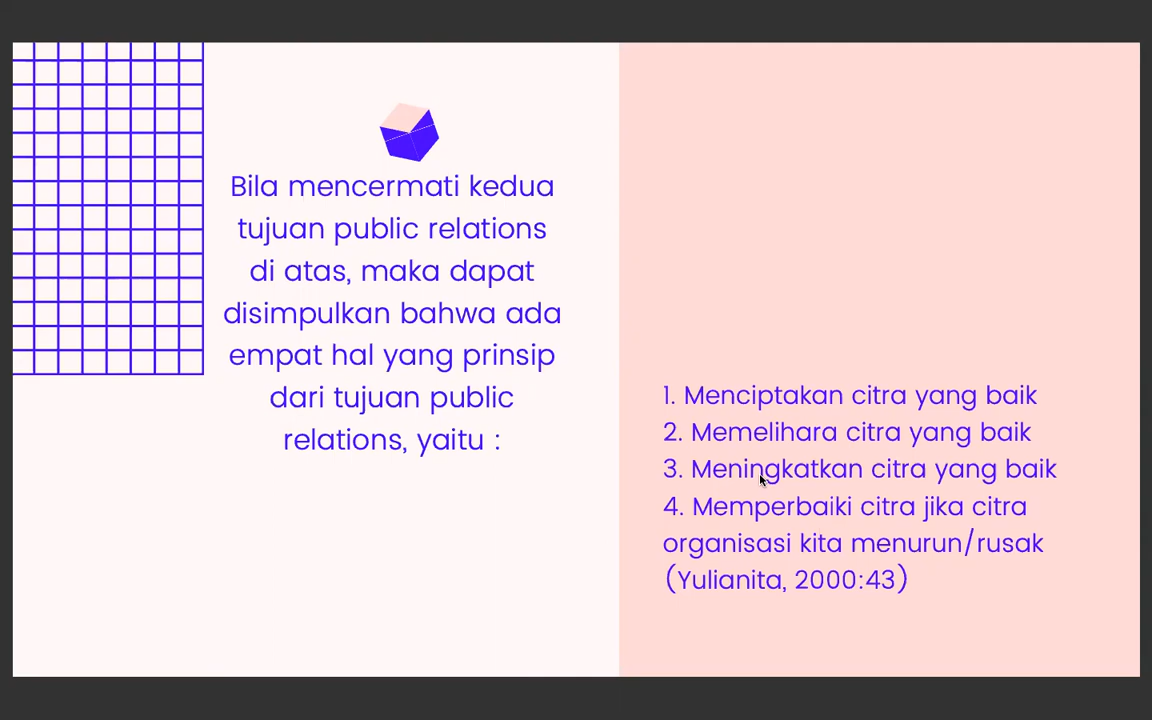 Bila mencermati kedua
tujuan public relations
di atas, maka dapat
disimpulkan bahwa ada
empat hal yang prinsip
dari tujuan public
relations, yaitu :
1. Menciptakan citra yang baik
2. Memelihara citra yang baik
3. Meningkatkan citra yang baik
4. Memperbaiki citra jika citra
organisasi kita menurun/rusak
(Yulianita, 2000:43)